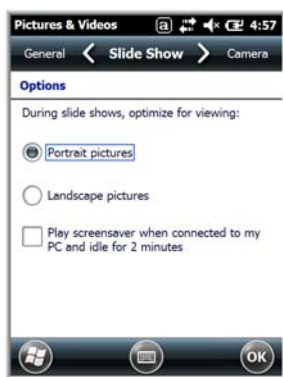 Pictures & Videos a 4:57
General Slide Show Camera
Options
During slide shows, optimize for viewing:
Portrait pictures
Landscape pictures
Play screensaver when connected to my
PC and idle for 2 minutes
OK